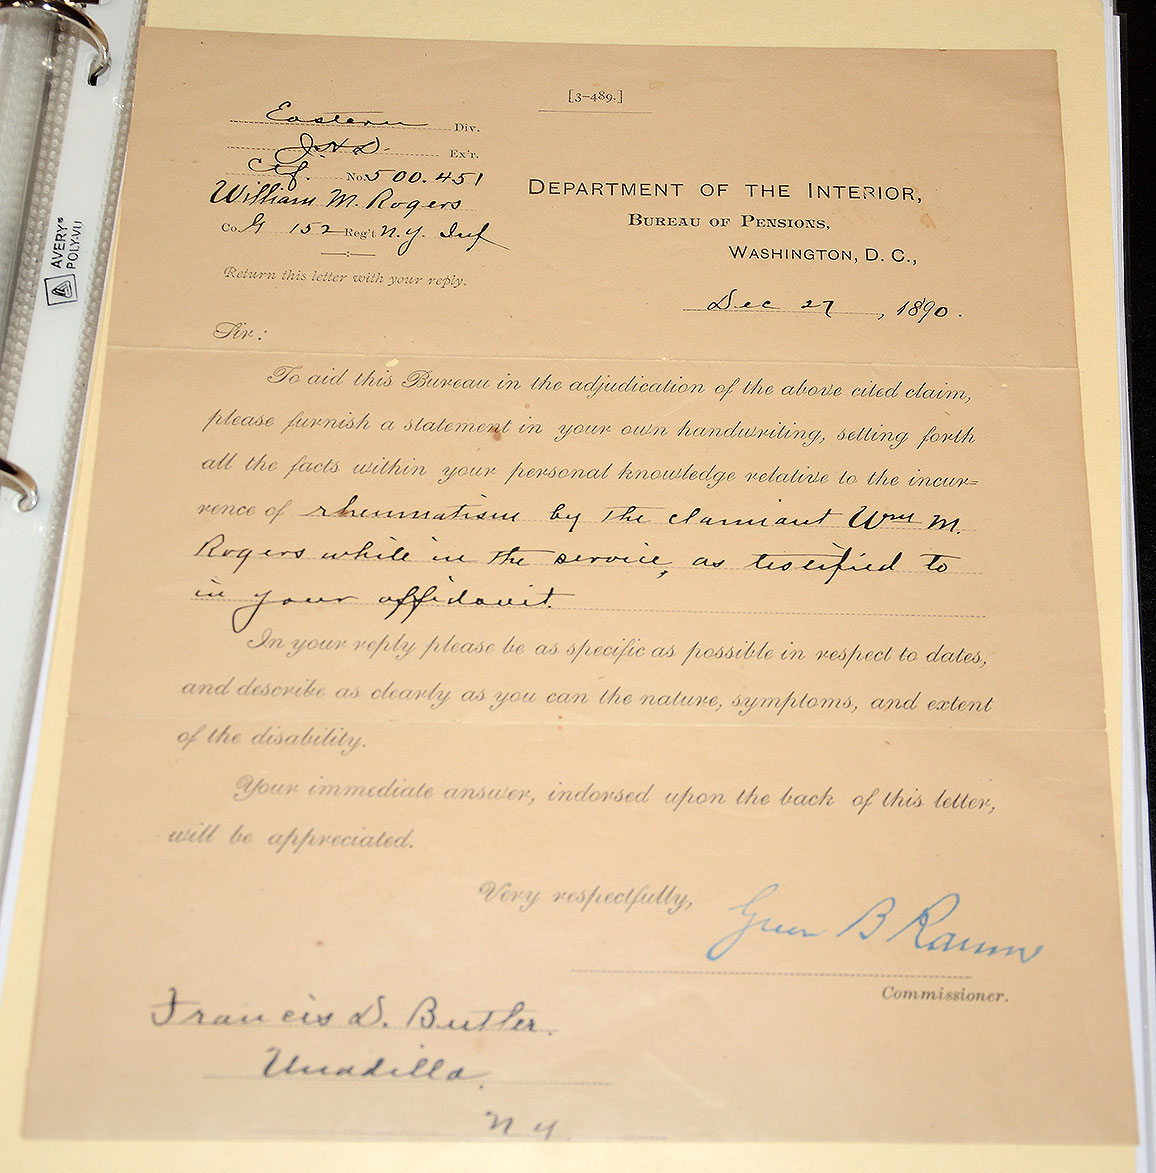 [3-489.]
Eastern Div.
J.H.D. Ex'r.
Ctf. No. 500.451
William M. Rogers
Co. G 152 Reg't N.Y. Inf
Return this letter with your reply.
DEPARTMENT OF THE INTERIOR,
BUREAU OF PENSIONS,
WASHINGTON, D. C.,
Dec 27, 1890.
Sir:
To aid this Bureau in the adjudication of the above cited claim,
please furnish a statement in your own handwriting, setting forth
all the facts within your personal knowledge relative to the incur=
rence of rheumatism by the claimant Wm M.
Rogers while in the service, as testified to
in your affidavit.
In your reply please be as specific as possible in respect to dates,
and describe as clearly as you can the nature, symptoms, and extent
of the disability.
Your immediate answer, indorsed upon the back of this letter,
will be appreciated.
Very respectfully,
Green B Raum
Commissioner.
Francis D. Butler.
Unadilla.
N Y.
AVERY®
POLY-VU